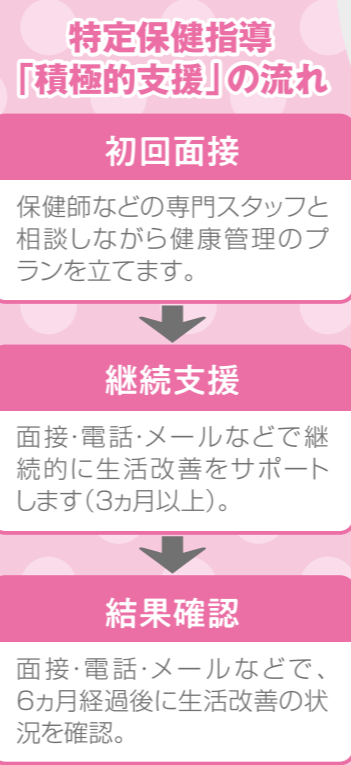 特定保健指導
「積極的支援」の流れ
初回面接
保健師などの専門スタッフと
相談しながら健康管理のプ
ランを立てます。
継続支援
面接·電話·メールなどで継
続的に生活改善をサポート
します（3ヵ月以上）。
結果確認
面接·電話·メールなどで、
6ヵ月経過後に生活改善の状
況を確認。